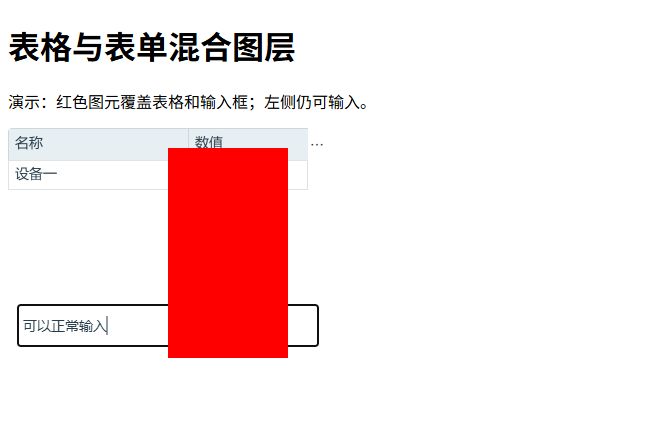 表格与表单混合图层
演示：红色图元覆盖表格和输入框；左侧仍可输入。
名称 数值 ...
设备一
可以正常输入